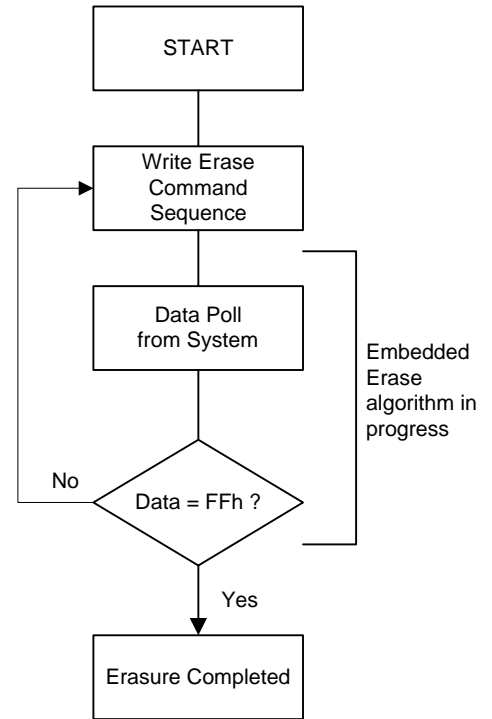 START
Write Erase
Command
Sequence
Data Poll
from System
Embedded
Erase
algorithm in
progress
No
Data = FFh ?
Yes
Erasure Completed